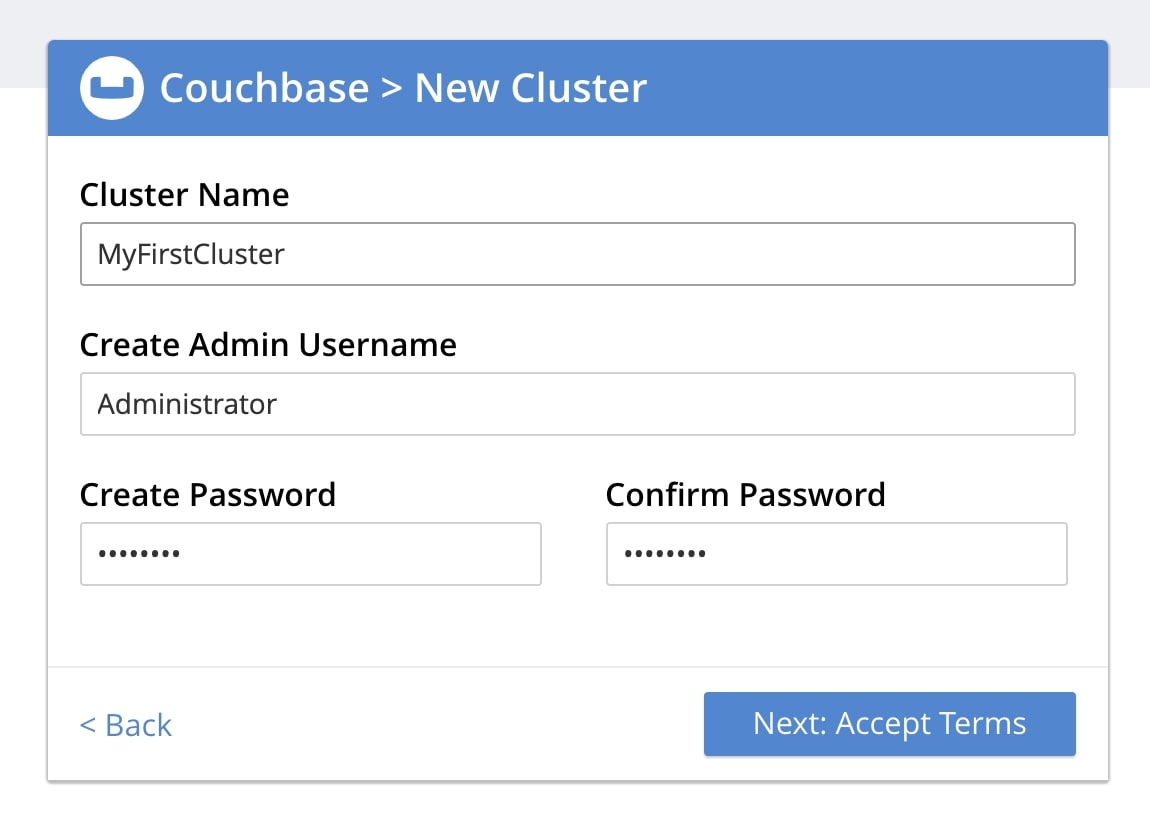 Couchbase > New Cluster
Cluster Name
MyFirstCluster
Create Admin Username
Administrator
Create Password
Confirm Password
••••••••
••••••••
< Back
Next: Accept Terms